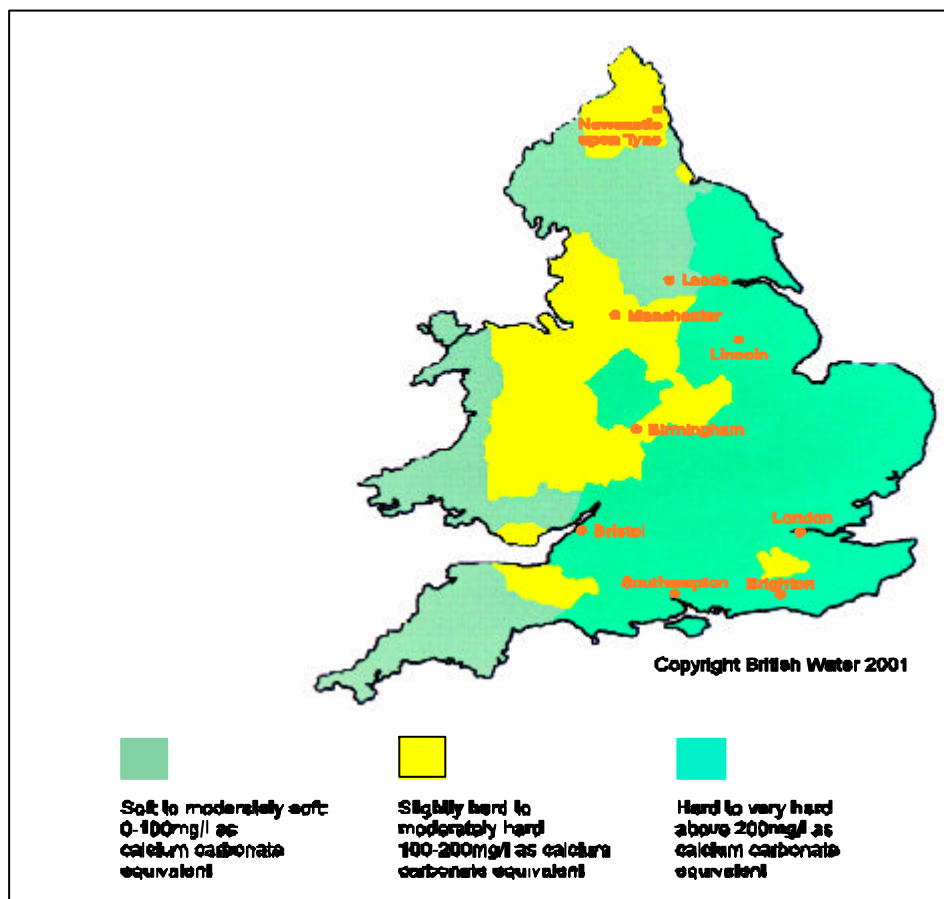 Newcastle
upon Tyne
Leeds
Manchester
Lincoln
Birmingham
Bristol
London
Southampton
Brighton
Copyright British Water 2001
Soft to moderately soft
0-100mg/l as
calcium carbonate
equivalent
Slightly hard to
moderately hard
100-200mg/l as calcium
carbonate equivalent
Hard to very hard
above 200mg/l as
calcium carbonate
equivalent